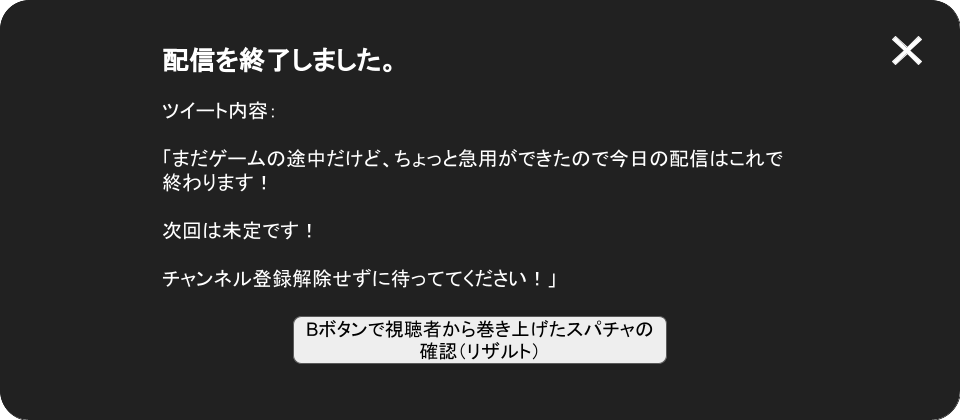 配信を終了しました。
ツイート内容：
「まだゲームの途中だけど、ちょっと急用ができたので今日の配信はこれで
終わります！
次回は未定です！
チャンネル登録解除せずに待っててください！」
Bボタンで視聴者から巻き上げたスパチャの
確認（リザルト）